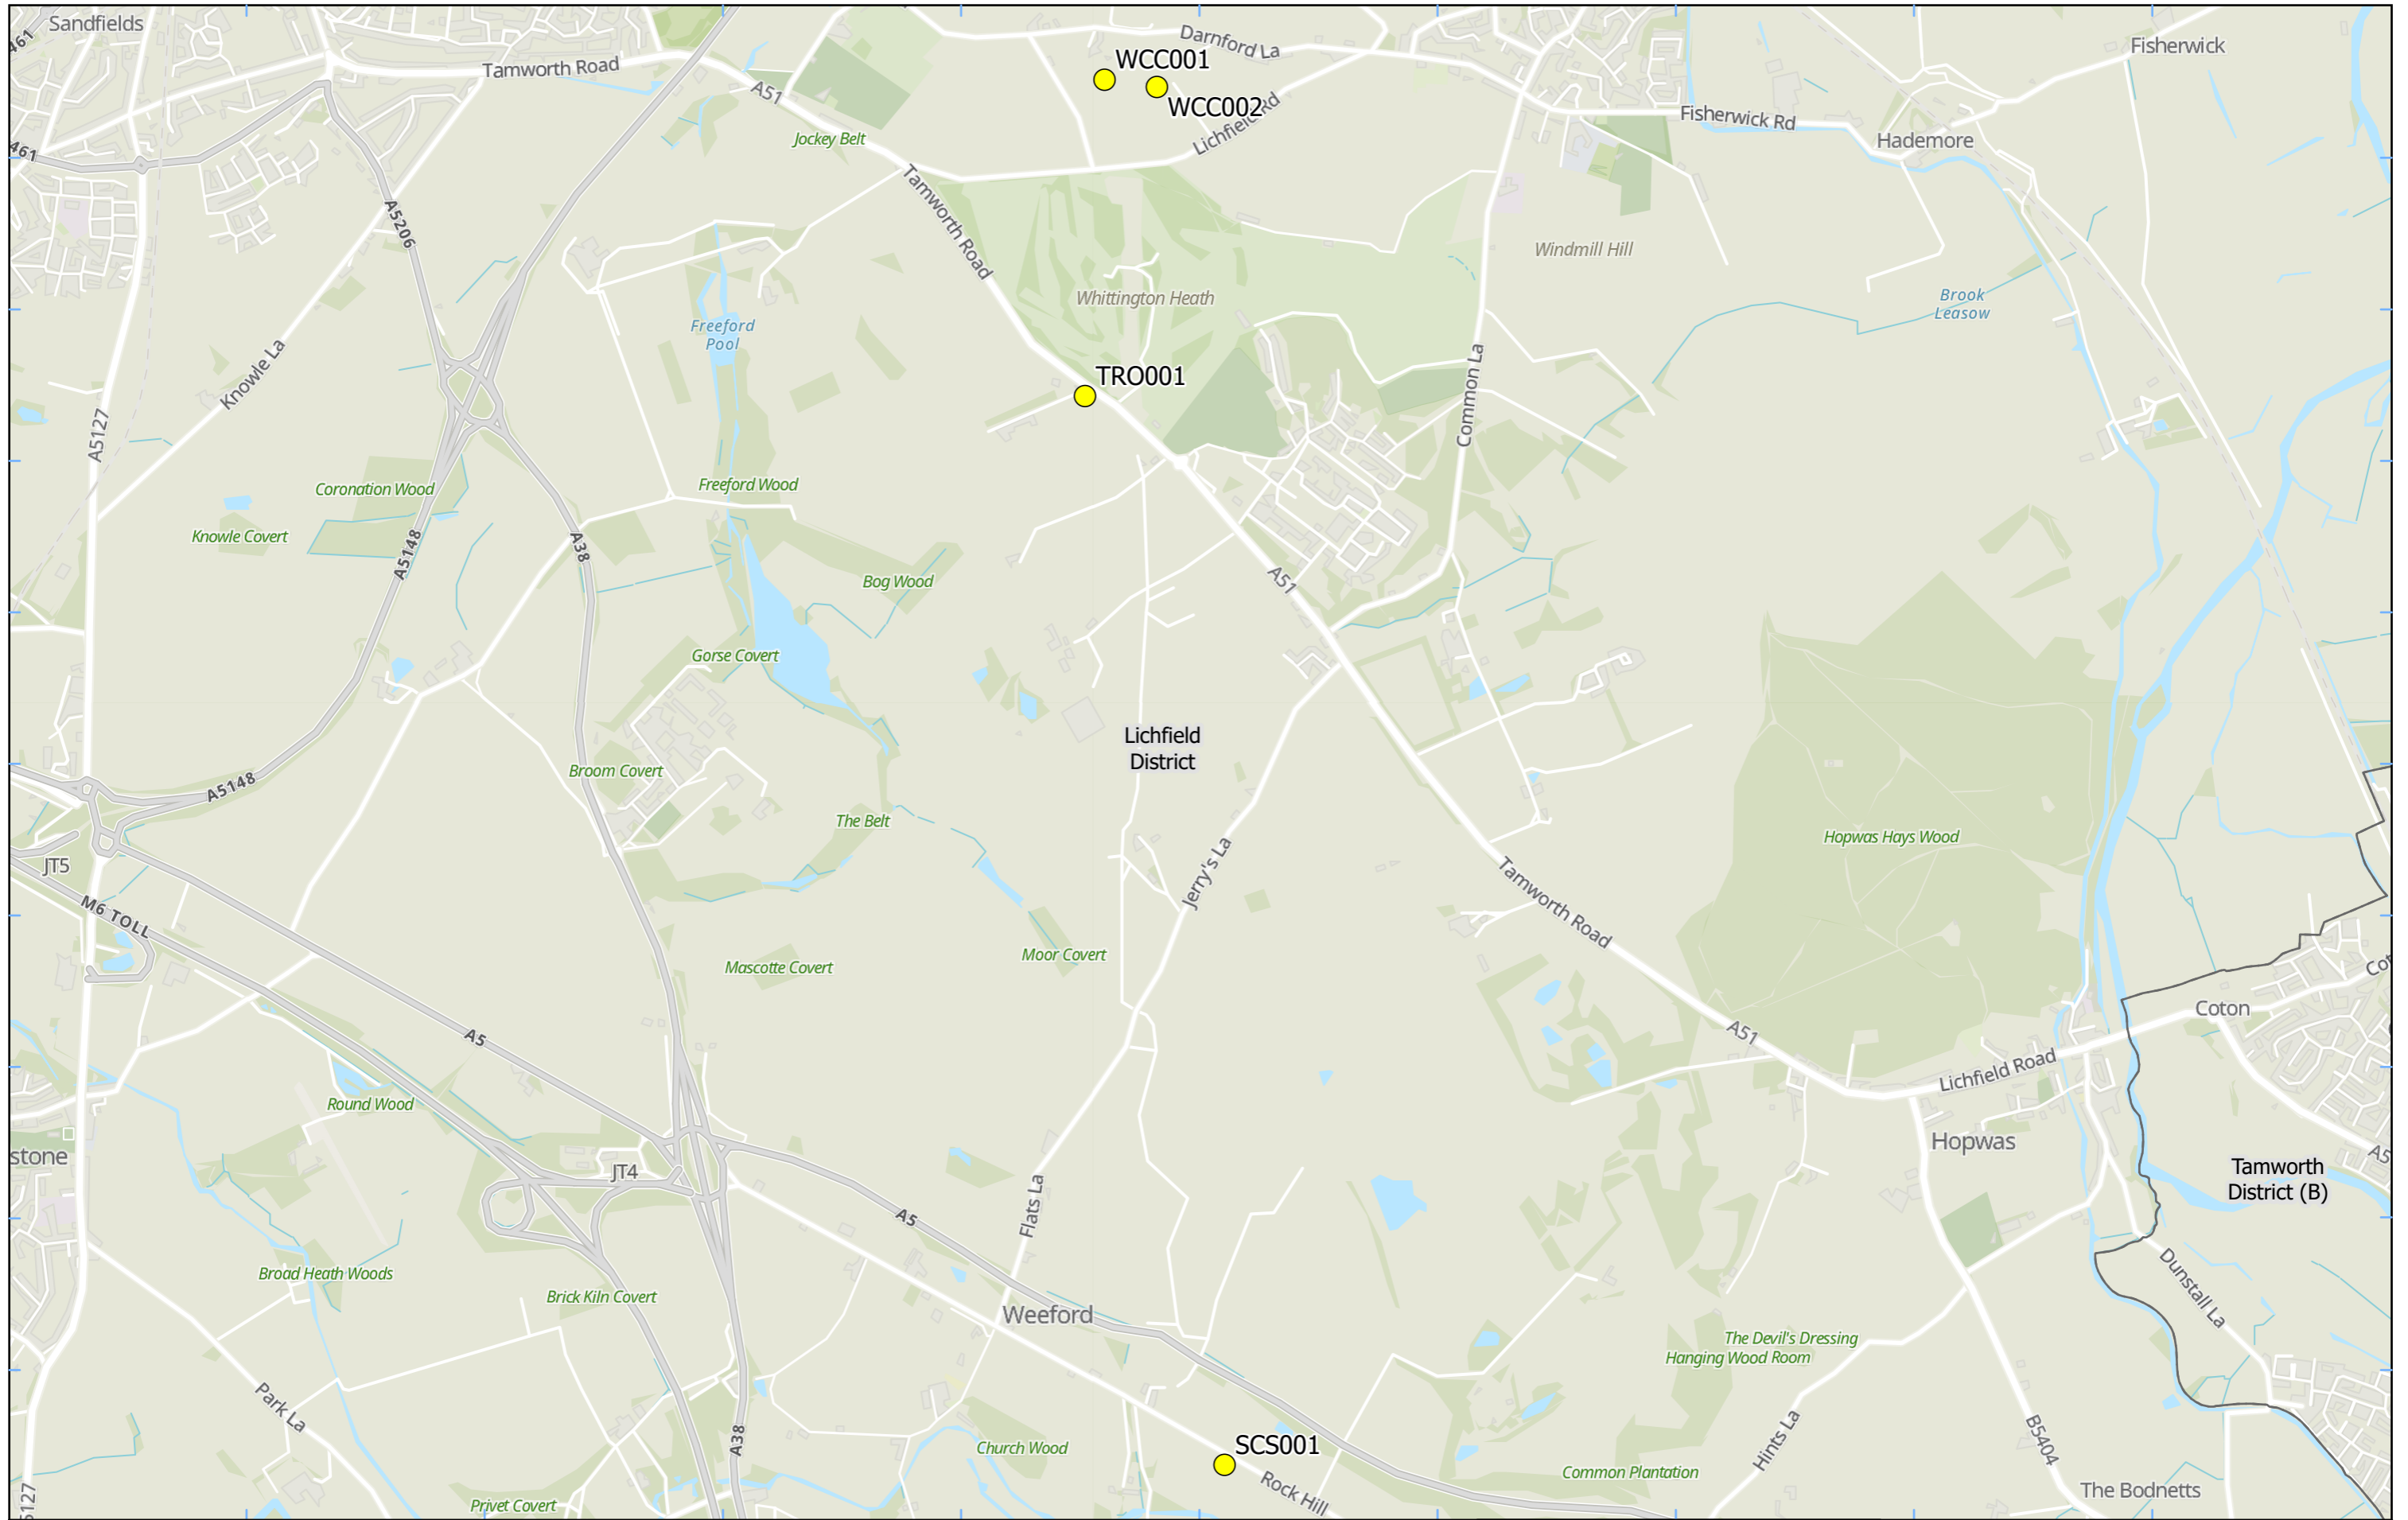 Sandfields
461
Tamworth Road
A51
Jockey Belt
Darnford La
WCC001
WCC002
Lichfield Rd
Fisherwick
Fisherwick Rd
Hademore
461
A5206
Tamworth Road
Whittington Heath
Windmill Hill
Brook
Leasow
Freeford
Pool
Knowle La
TRO001
Common La
A5127
Coronation Wood
Freeford Wood
Knowle Covert
A5148
A38
Bog Wood
A51
Gorse Covert
Lichfield
District
Broom Covert
A5148
The Belt
Hopwas Hays Wood
JT5
Jerry's La
M6 TOLL
Tamworth Road
Moor Covert
Mascotte Covert
Coton
A5
A51
Lichfield Road
Round Wood
Hopwas
stone
JT4
Tamworth
District (B)
A5
Flats La
A5
Broad Heath Woods
Brick Kiln Covert
Weeford
Dunstall La
The Devil's Dressing
Hanging Wood Room
Park La
A38
Church Wood
SCS001
Rock Hill
Common Plantation
Hints La
B5404
The Bodnetts
Privet Covert
5127